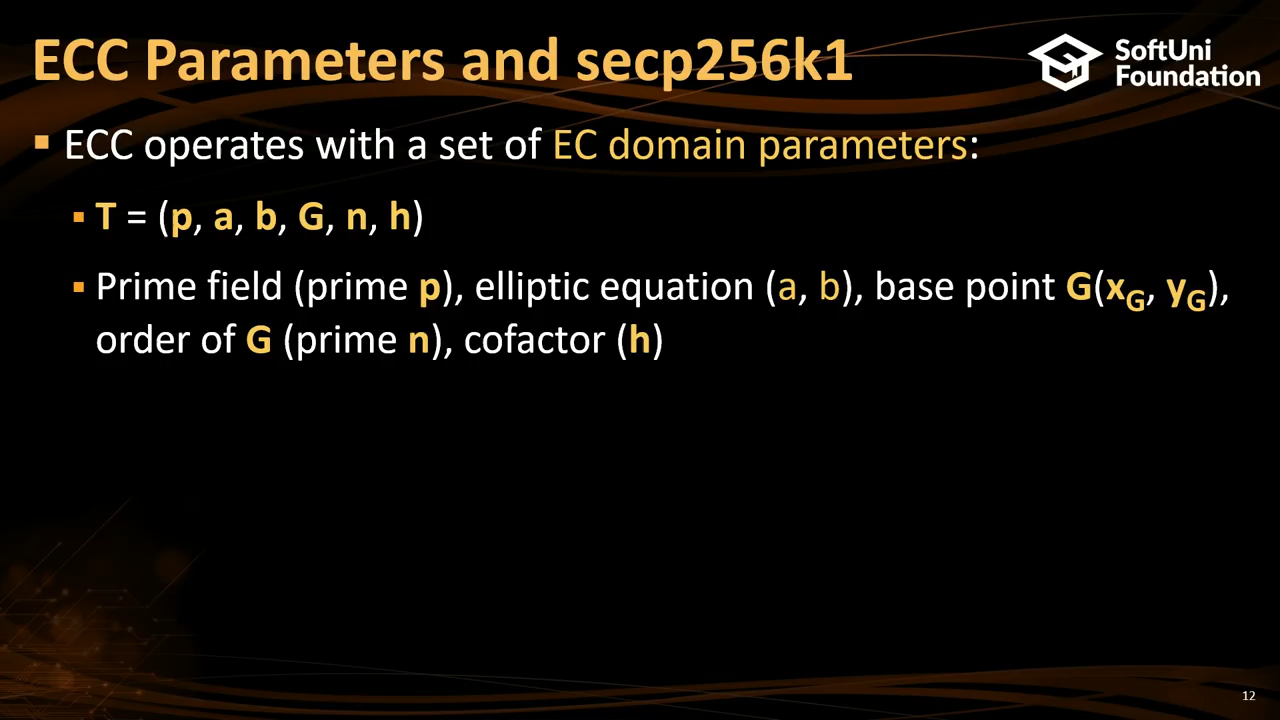 ECC Parameters and secp256k1
SoftUni
Foundation
▪ ECC operates with a set of EC domain parameters:
▪ T = (p, a, b, G, n, h)
▪ Prime field (prime p), elliptic equation (a, b), base point G(xG, yG),
order of G (prime n), cofactor (h)
12